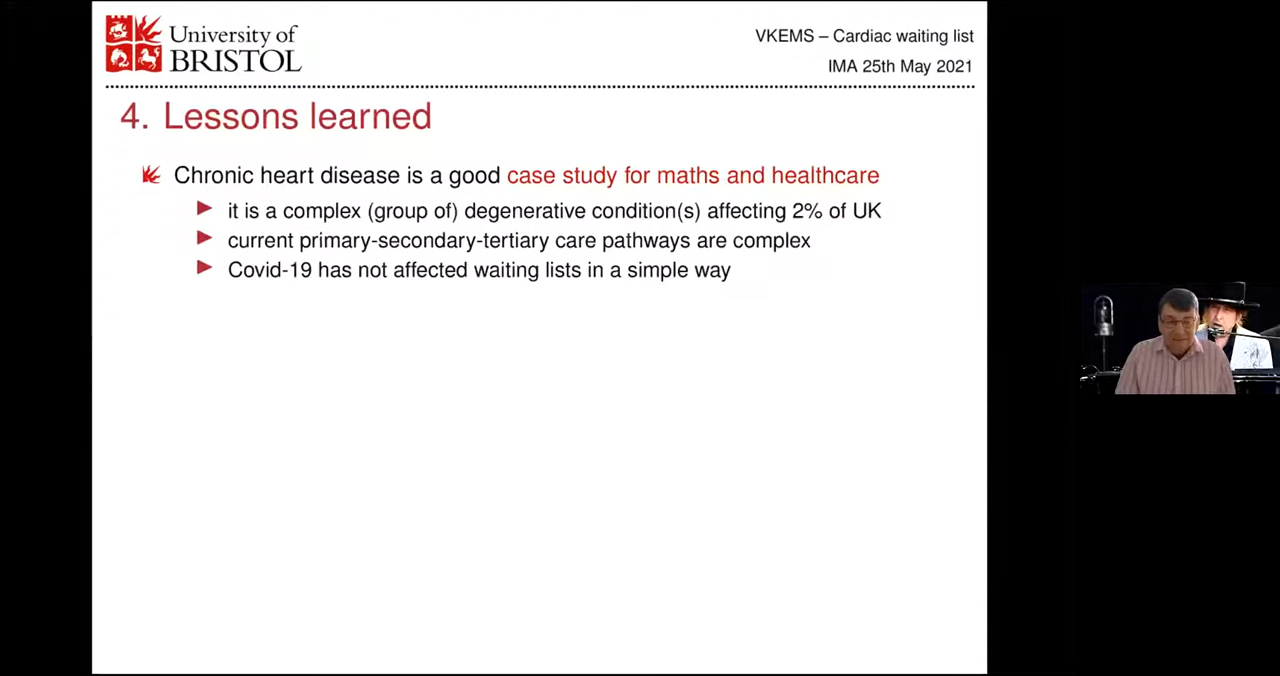 University of
BRISTOL
VKEMS – Cardiac waiting list
IMA 25th May 2021
4. Lessons learned
Chronic heart disease is a good case study for maths and healthcare
it is a complex (group of) degenerative condition(s) affecting 2% of UK
current primary-secondary-tertiary care pathways are complex
Covid-19 has not affected waiting lists in a simple way